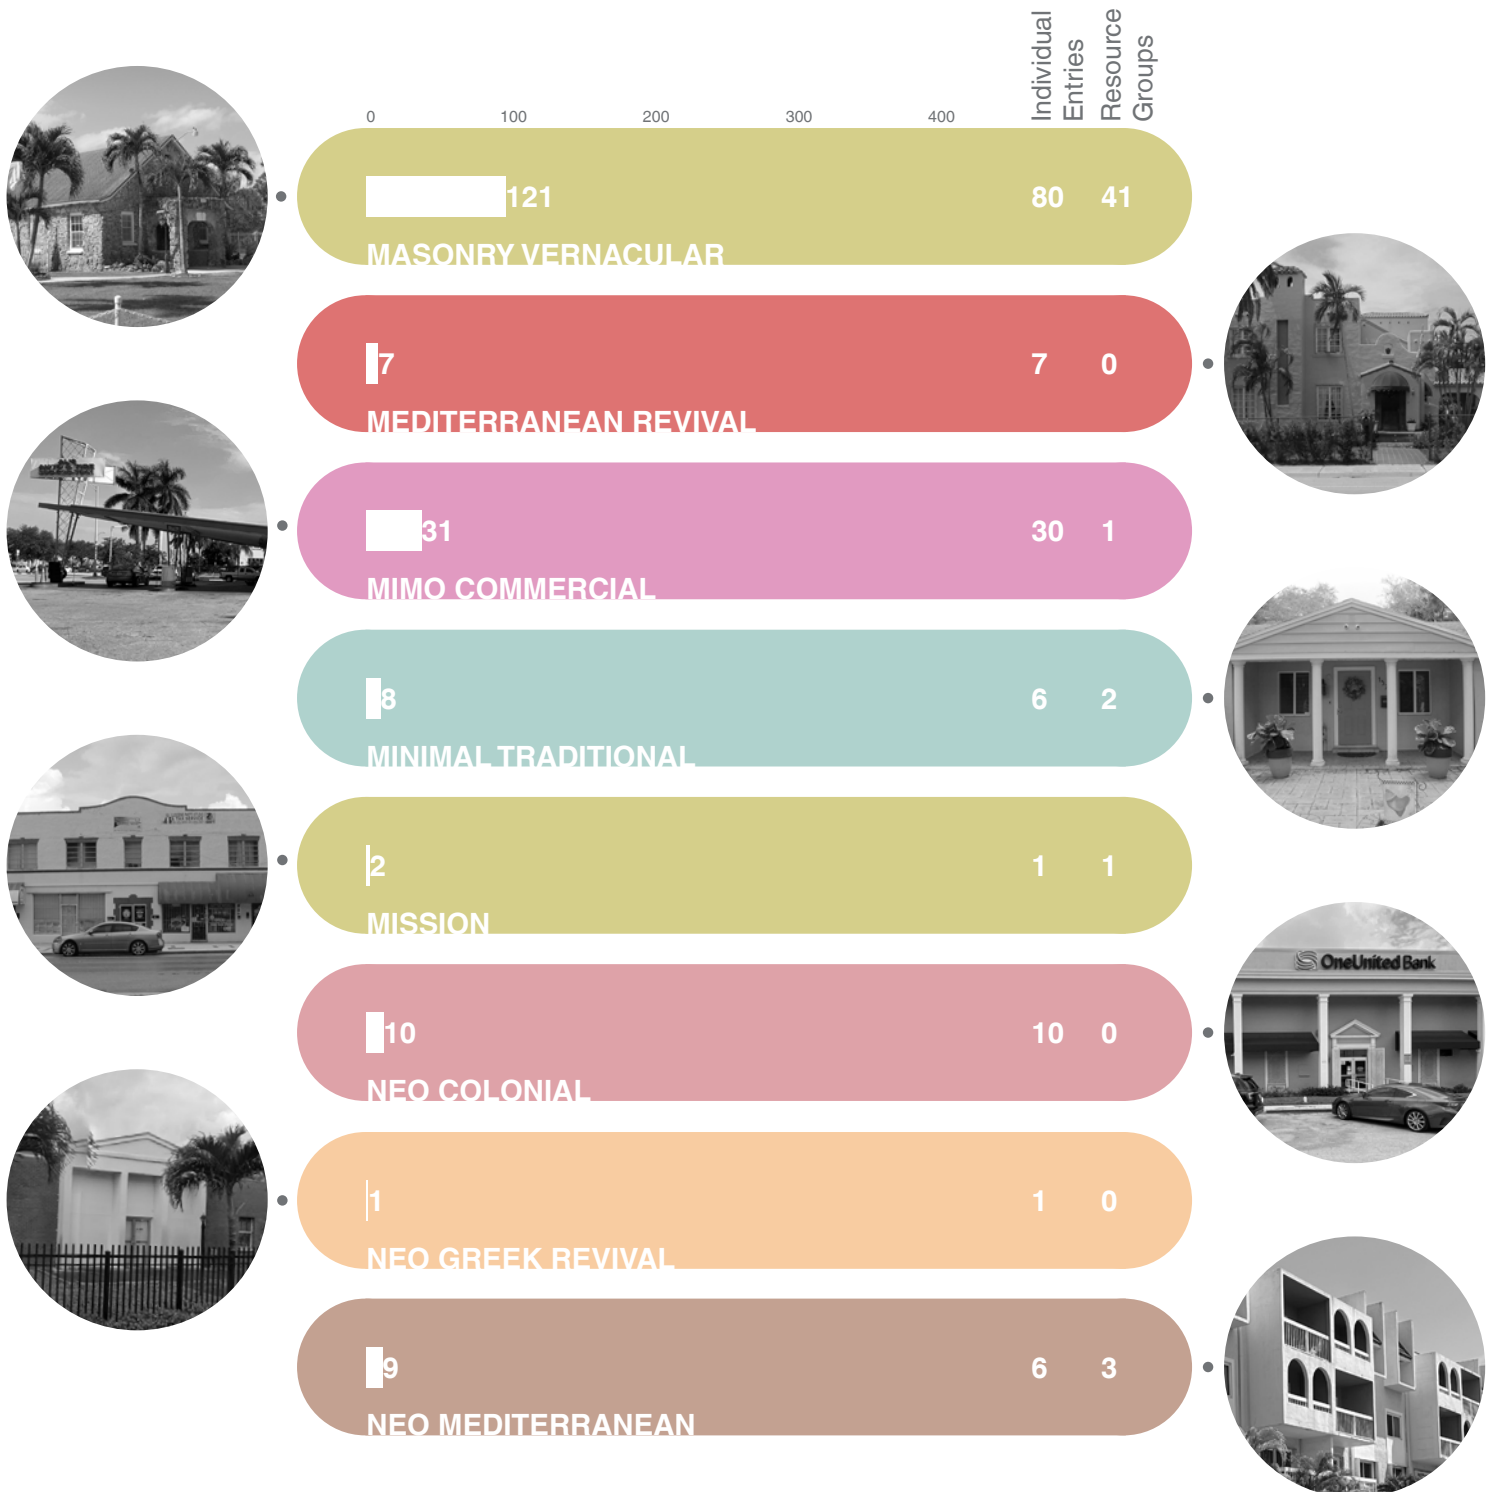 Individual
Entries
Resource
Groups
0 100 200 300 400
121 80 41
MASONRY VERNACULAR
7 7 0
MEDITERRANEAN REVIVAL
31 30 1
MIMO COMMERCIAL
8 6 2
MINIMAL TRADITIONAL
2 1 1
MISSION
10 10 0
NEO COLONIAL
OneUnited Bank
1 1 0
NEO GREEK REVIVAL
9 6 3
NEO MEDITERRANEAN